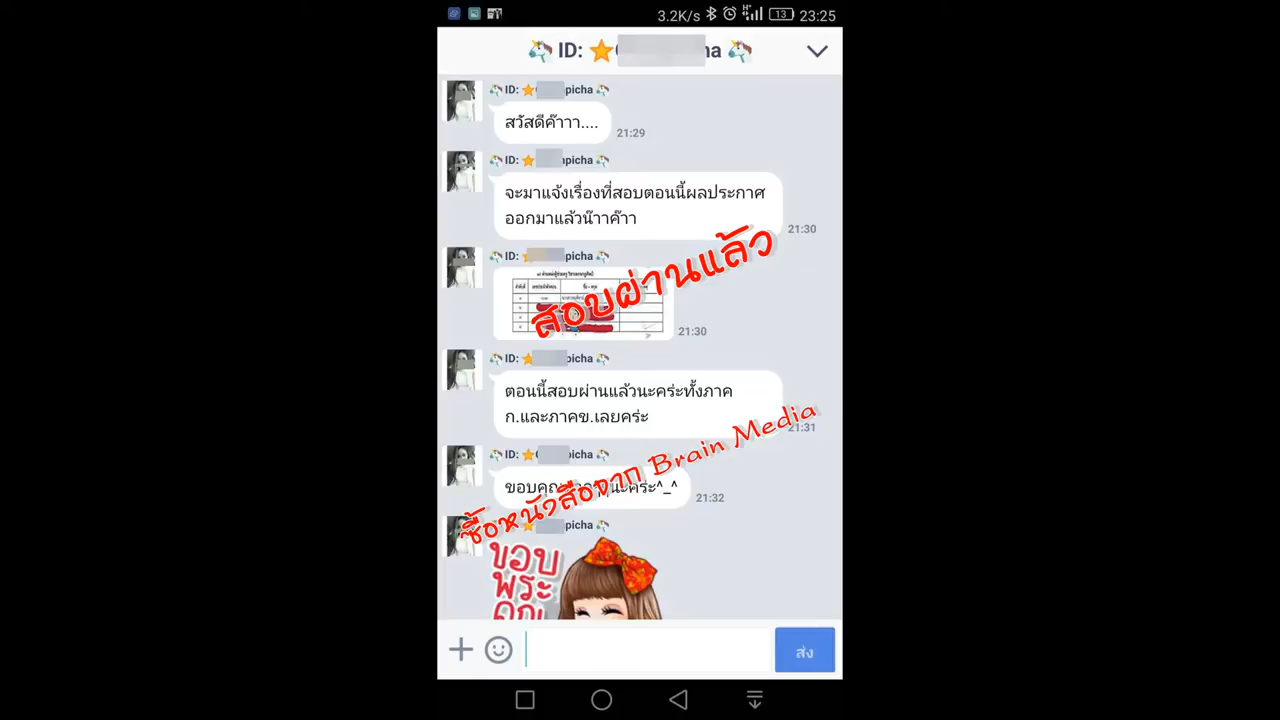 3.2K/s 13 23:25
ID: na
ID: picha
สวัสดีค๊าาา....
21:29
ID: picha
จะมาแจ้งเรื่องที่สอบตอนนี้ผลประกาศ
ออกมาแล้วน๊าาค๊าา
21:30
ID: picha
21:30
สอบผ่านแล้ว
ID: picha
ตอนนี้สอบผ่านแล้วนะคร่ะทั้งภาค
ก.และภาคข.เลยคร่ะ
21:31
ID: picha
ขอบคุณ นะคร่ะ^_^
21:32
ซื้อหนังสือจาก Brain Media
picha
ขอบ
พระ
คุณ
ส่ง